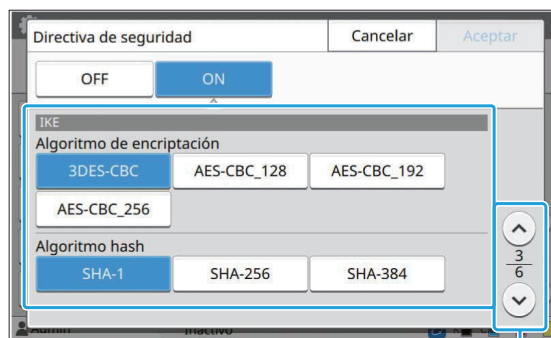 Directiva de seguridad Cancelar Aceptar
OFF ON
IKE
Algoritmo de encriptación
3DES-CBC AES-CBC_128 AES-CBC_192
AES-CBC_256
Algoritmo hash
SHA-1 SHA-256 SHA-384
3
6
Admin Inactivo